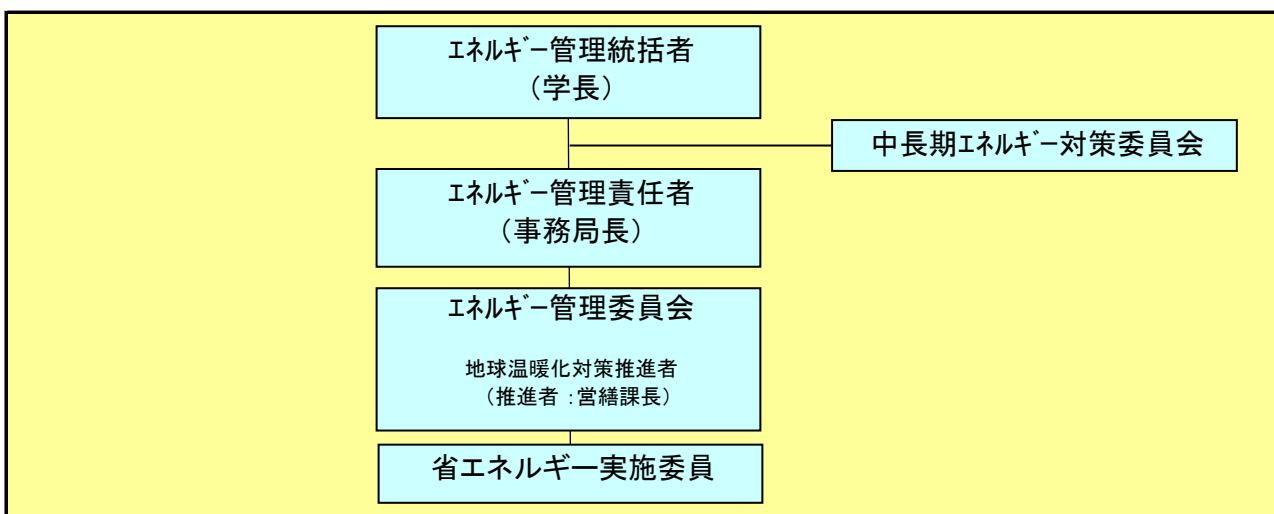 エネルギー管理統括者
（学長）
中長期エネルギー対策委員会
エネルギー管理責任者
（事務局長）
エネルギー管理委員会
地球温暖化対策推進者
（推進者：営繕課長）
省エネルギー実施委員